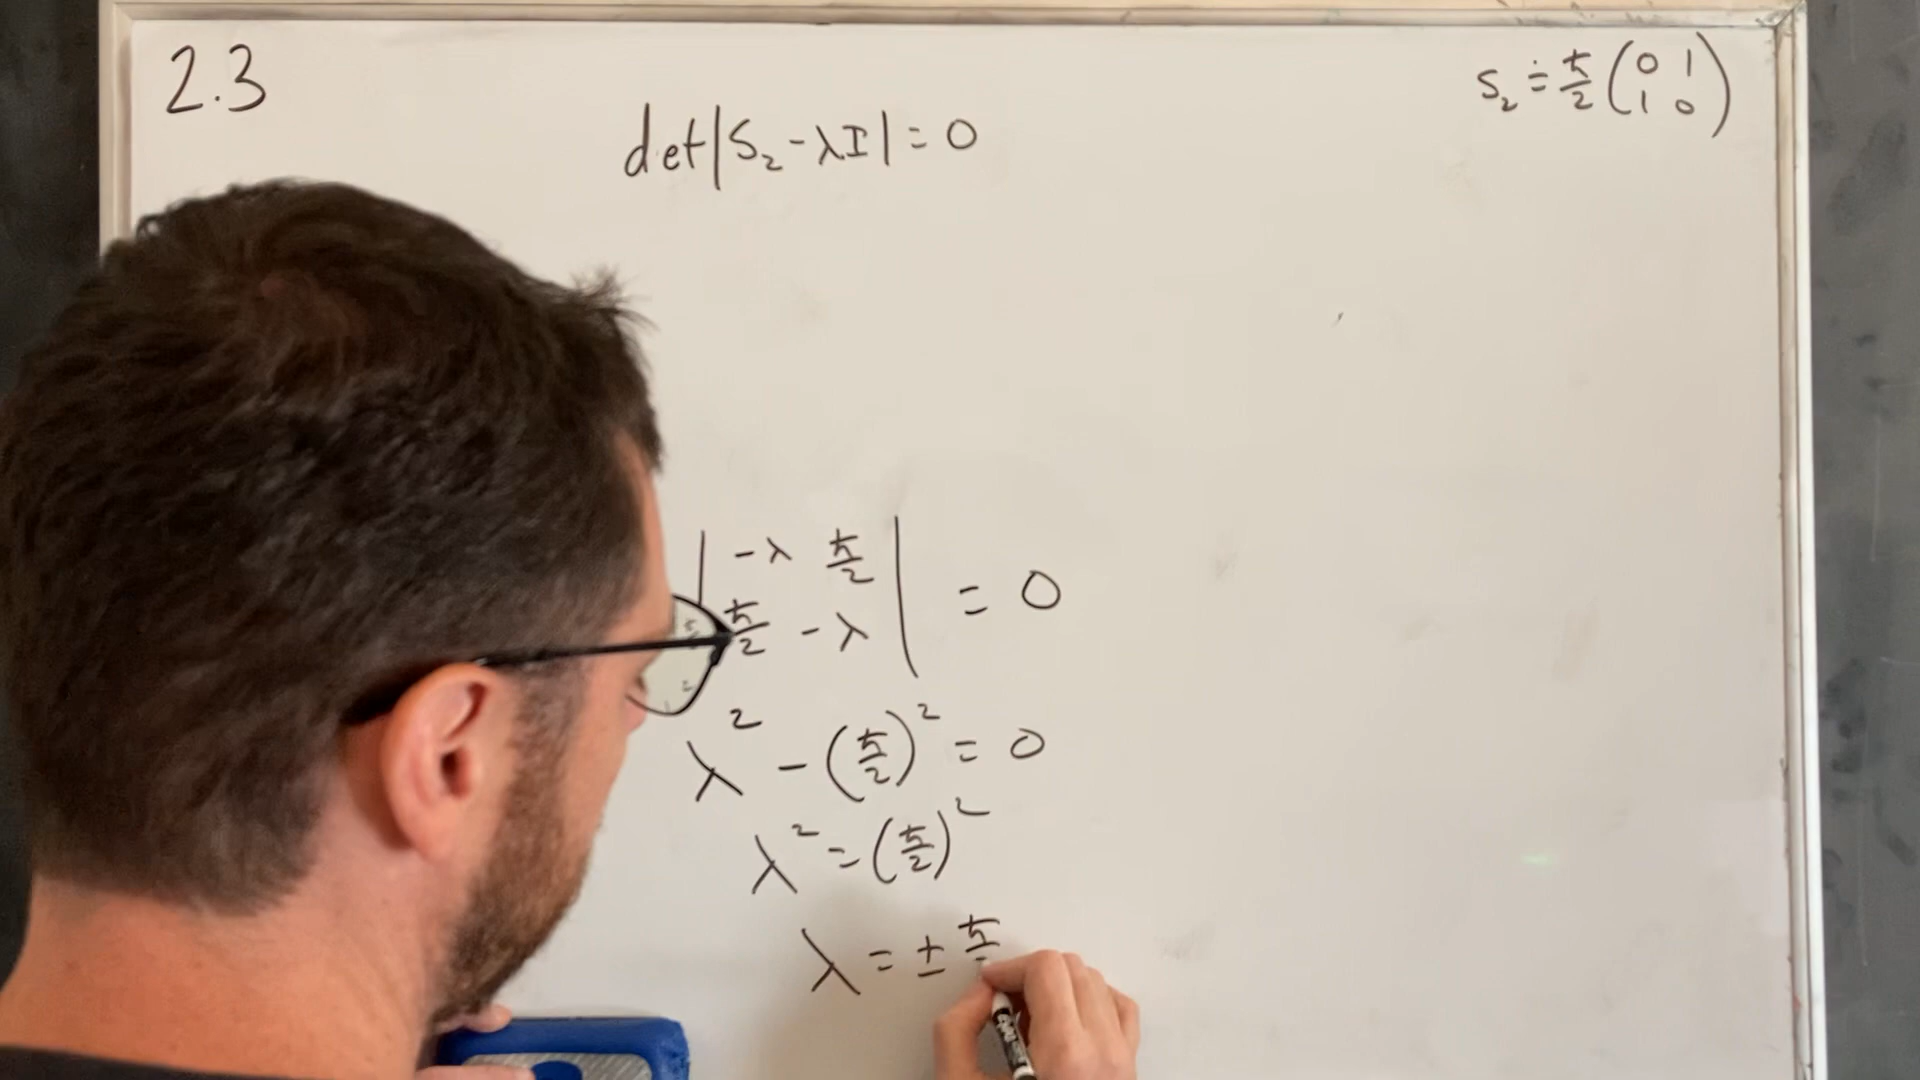 2.3
S₂ ≐ ħ/2 (0 1
1 0)
det|S₂ - λI| = 0
| -λ ħ/2
ħ/2 -λ | = 0
λ² - (ħ/2)² = 0
λ² = (ħ/2)²
λ = ± ħ